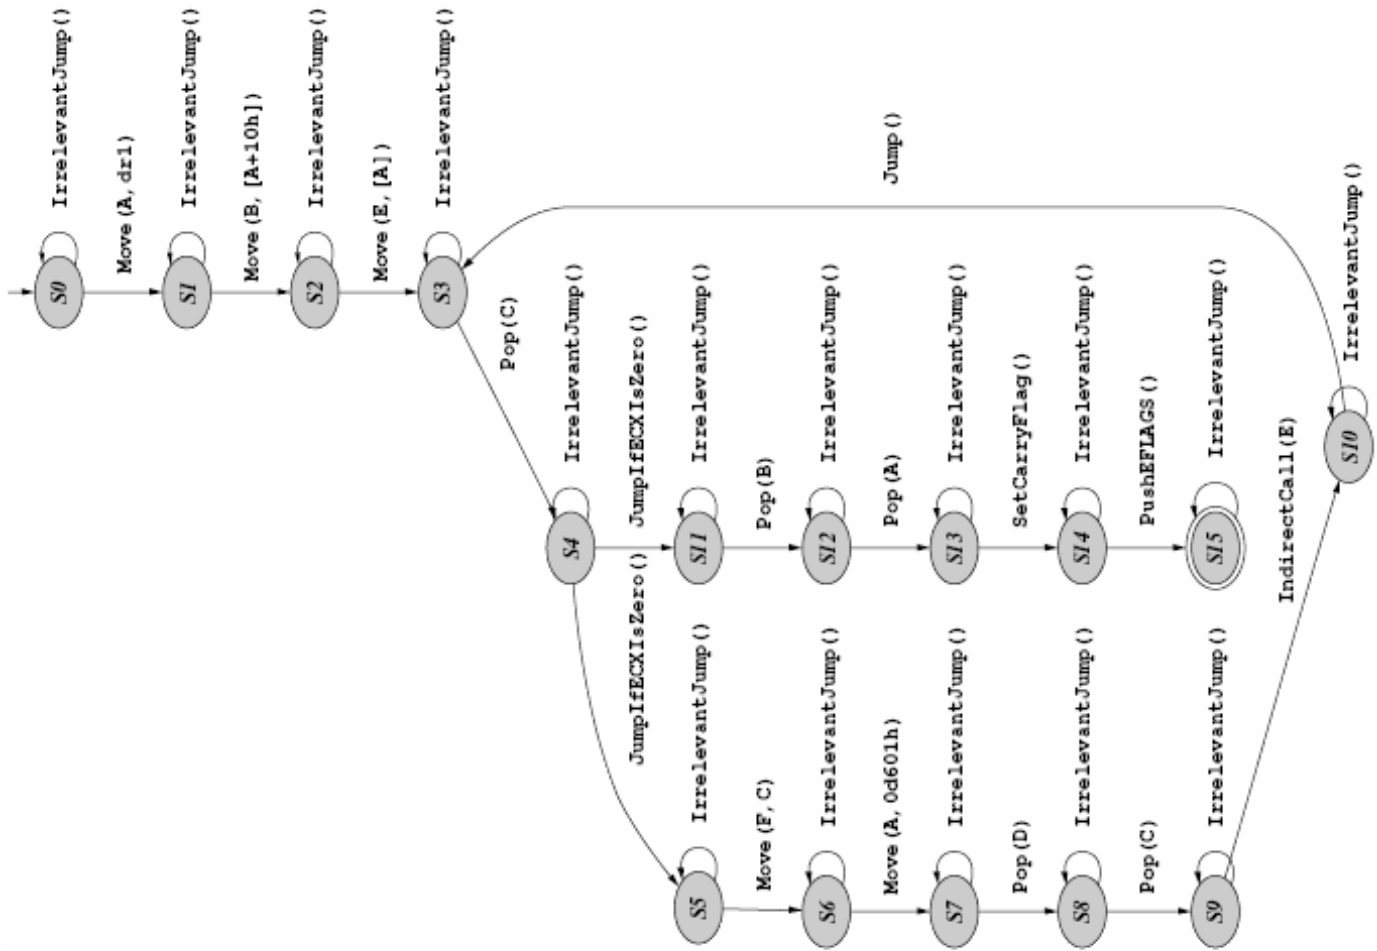 S0
IrrelevantJump()
Move(A, dr1)
S1
IrrelevantJump()
Move(B, [A+10h])
S2
IrrelevantJump()
Move(E, [A])
S3
IrrelevantJump()
Pop(C)
Jump()
S4
IrrelevantJump()
JumpIfECXIsZero()
JumpIfECXIsZero()
S5
IrrelevantJump()
S11
IrrelevantJump()
Move(F, C)
Pop(B)
S6
IrrelevantJump()
S12
IrrelevantJump()
Move(A, 0d601h)
Pop(A)
S7
IrrelevantJump()
S13
IrrelevantJump()
Pop(D)
SetCarryFlag()
S8
IrrelevantJump()
S14
IrrelevantJump()
Pop(C)
PushEFLAGS()
S9
IrrelevantJump()
S15
IrrelevantJump()
IndirectCall(E)
S10
IrrelevantJump()